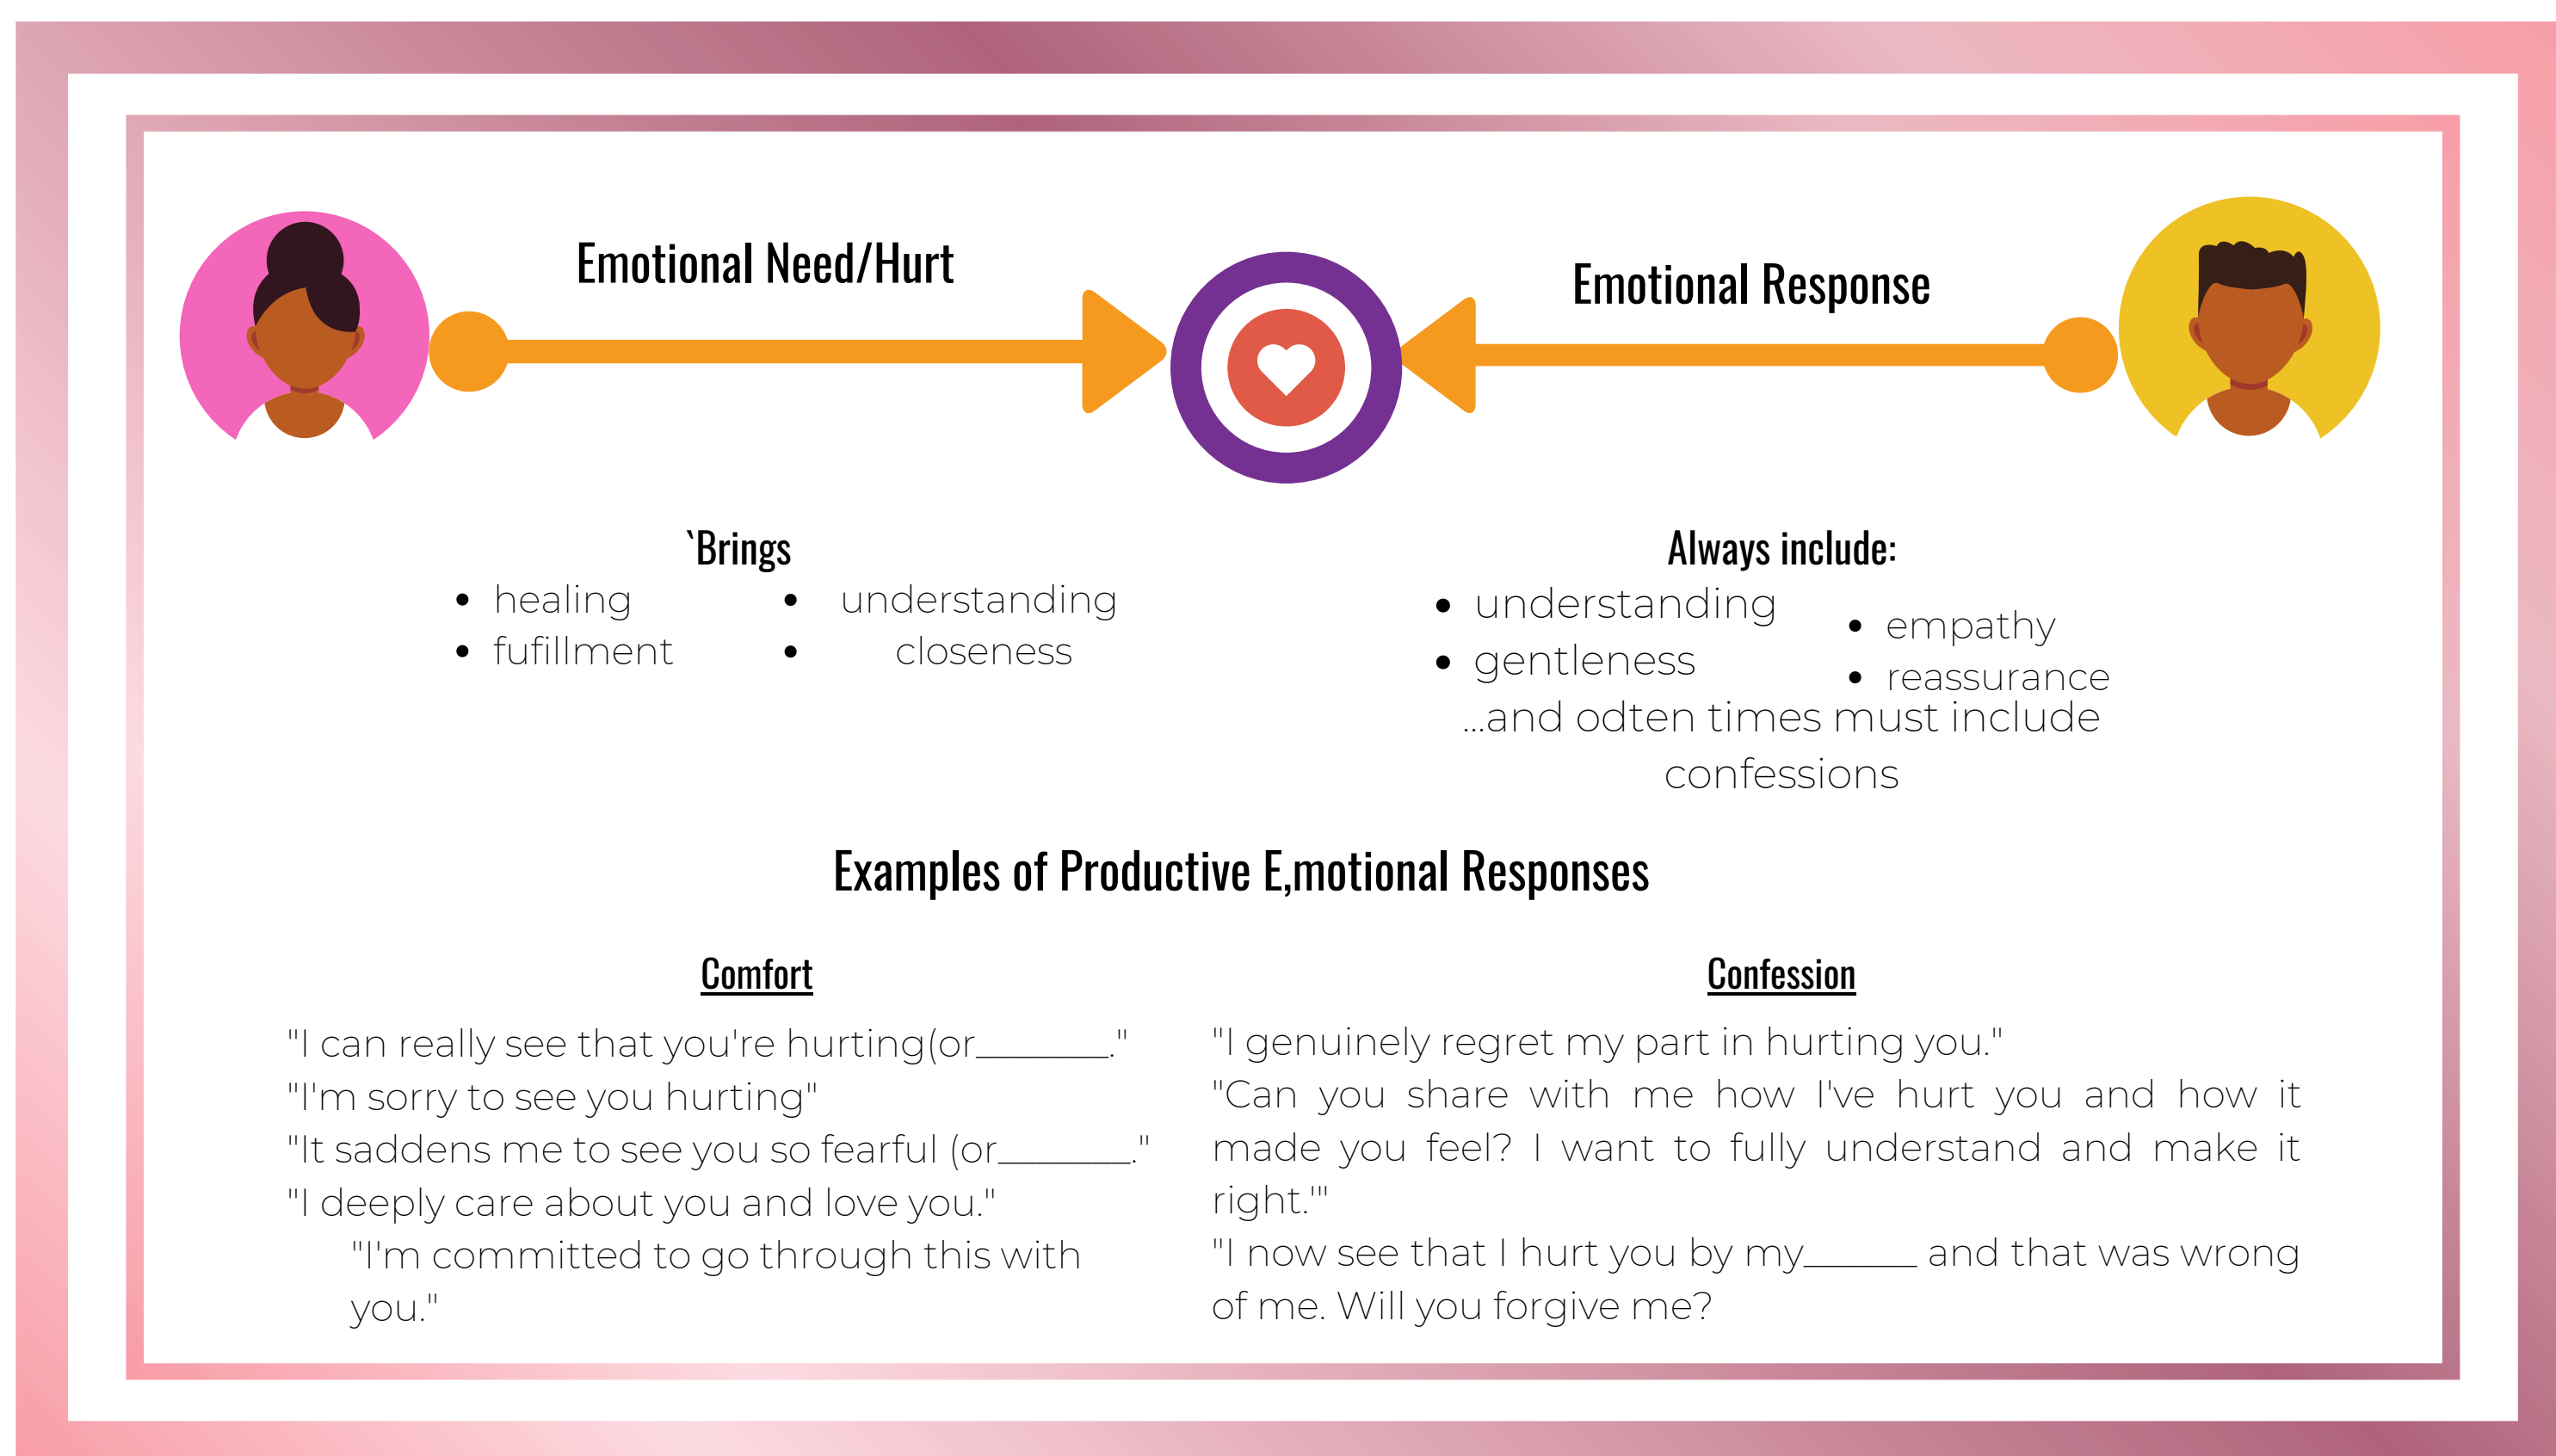 Emotional Need/Hurt
Emotional Response
`Brings
healing
fufillment
understanding
closeness
Always include:
understanding
gentleness
empathy
reassurance
...and odten times must include
confessions
Examples of Productive E,motional Responses
Comfort
"I can really see that you're hurting(or_______."
"I'm sorry to see you hurting"
"It saddens me to see you so fearful (or_______."
"I deeply care about you and love you."
"I'm committed to go through this with
you."
Confession
"I genuinely regret my part in hurting you."
"Can you share with me how I've hurt you and how it
made you feel? I want to fully understand and make it
right.'"
"I now see that I hurt you by my______ and that was wrong
of me. Will you forgive me?